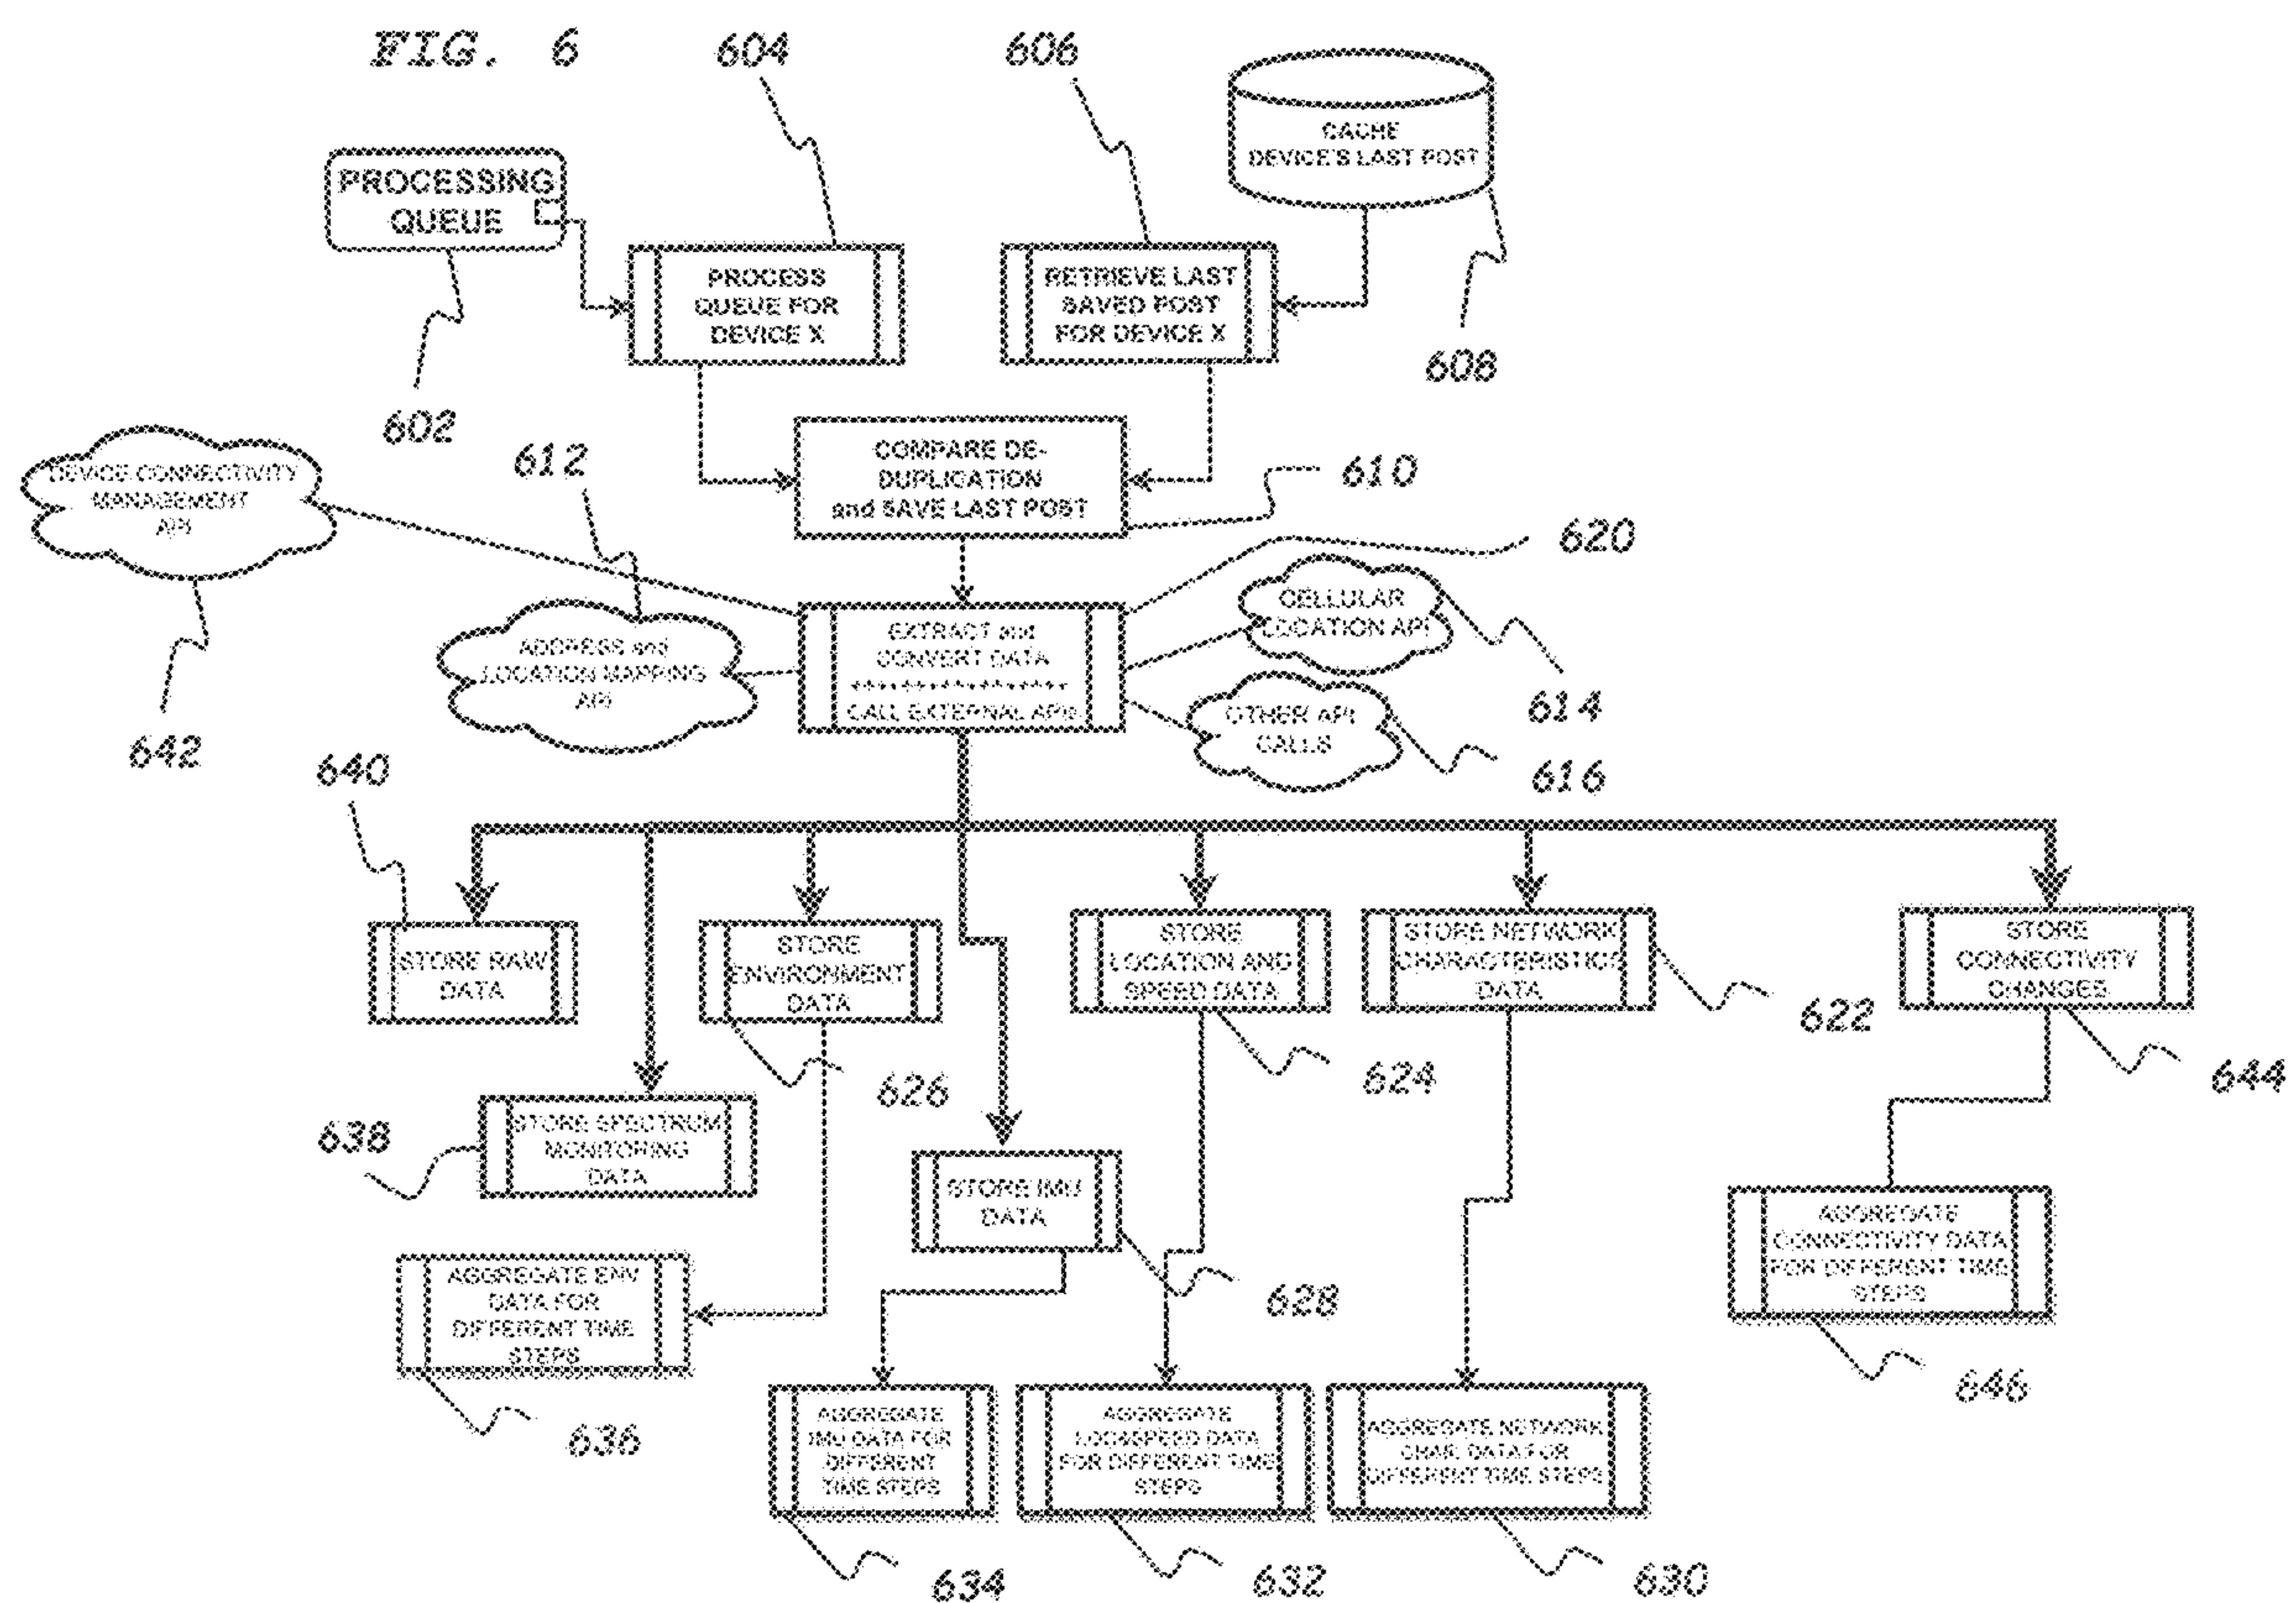 FIG. 6
604
606
CACHE
DEVICE'S LAST POST
PROCESSING
QUEUE
PROCESS
QUEUE FOR
DEVICE X
RETRIEVE LAST
SAVED POST
FOR DEVICE X
608
602
612
COMPARE DE-
DUPLICATION
and SAVE LAST POST
610
DEVICE CONNECTIVITY
MANAGEMENT
API
620
ADDRESS and
LOCATION MAPPING
API
EXTRACT and
CONVERT DATA
******************
CALL EXTERNAL APIs
CELLULAR
LOCATION API
614
OTHER API
CALLS
616
642
640
STORE RAW
DATA
STORE
ENVIRONMENT
DATA
STORE
LOCATION AND
SPEED DATA
STORE NETWORK
CHARACTERISTICS
DATA
STORE
CONNECTIVITY
CHANGES
622
624
626
644
638
STORE SPECTRUM
MONITORING
DATA
STORE IMU
DATA
628
AGGREGATE
CONNECTIVITY DATA
FOR DIFFERENT TIME
STEPS
AGGREGATE ENV
DATA FOR
DIFFERENT TIME
STEPS
646
636
AGGREGATE
IMU DATA FOR
DIFFERENT
TIME STEPS
AGGREGATE
LOC&SPEED DATA
FOR DIFFERENT TIME
STEPS
AGGREGATE NETWORK
CHAR. DATA FOR
DIFFERENT TIME STEPS
634
632
630